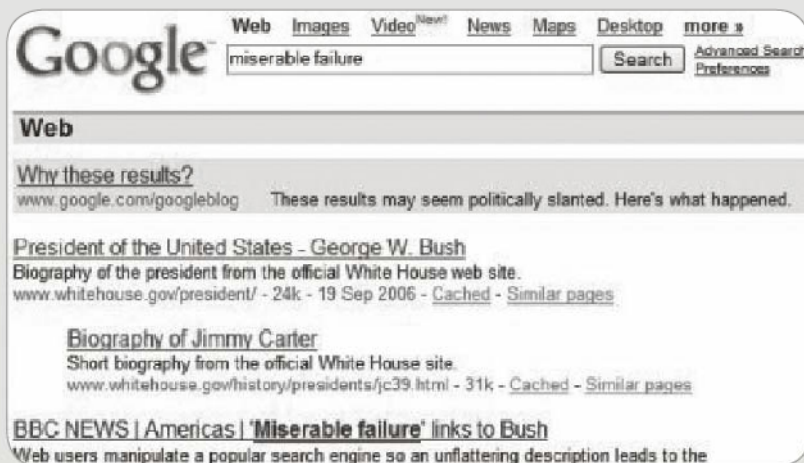 Google™ Web Images Video New! News Maps Desktop more »
miserable failure Search Advanced Search
Preferences
Web
Why these results?
www.google.com/googleblog These results may seem politically slanted. Here's what happened.
President of the United States - George W. Bush
Biography of the president from the official White House web site.
www.whitehouse.gov/president/ - 24k - 19 Sep 2006 - Cached - Similar pages
Biography of Jimmy Carter
Short biography from the official White House site.
www.whitehouse.gov/history/presidents/jc39.html - 31k - Cached - Similar pages
BBC NEWS | Americas | 'Miserable failure' links to Bush
Web users manipulate a popular search engine so an unflattering description leads to the